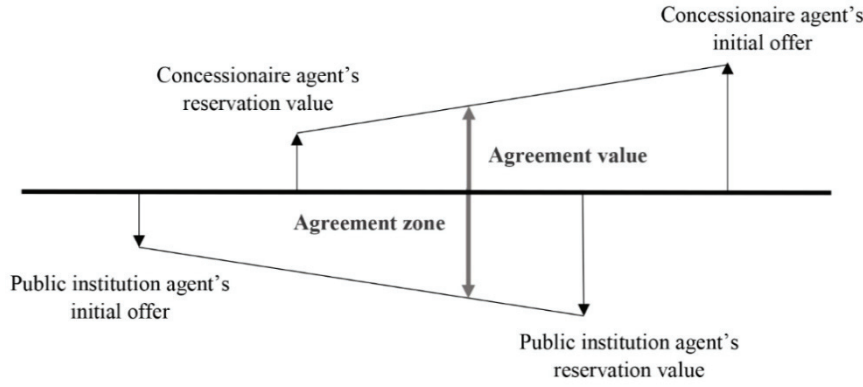 Concessionaire agent's
initial offer
Concessionaire agent's
reservation value
Agreement value
Agreement zone
Public institution agent's
initial offer
Public institution agent's
reservation value